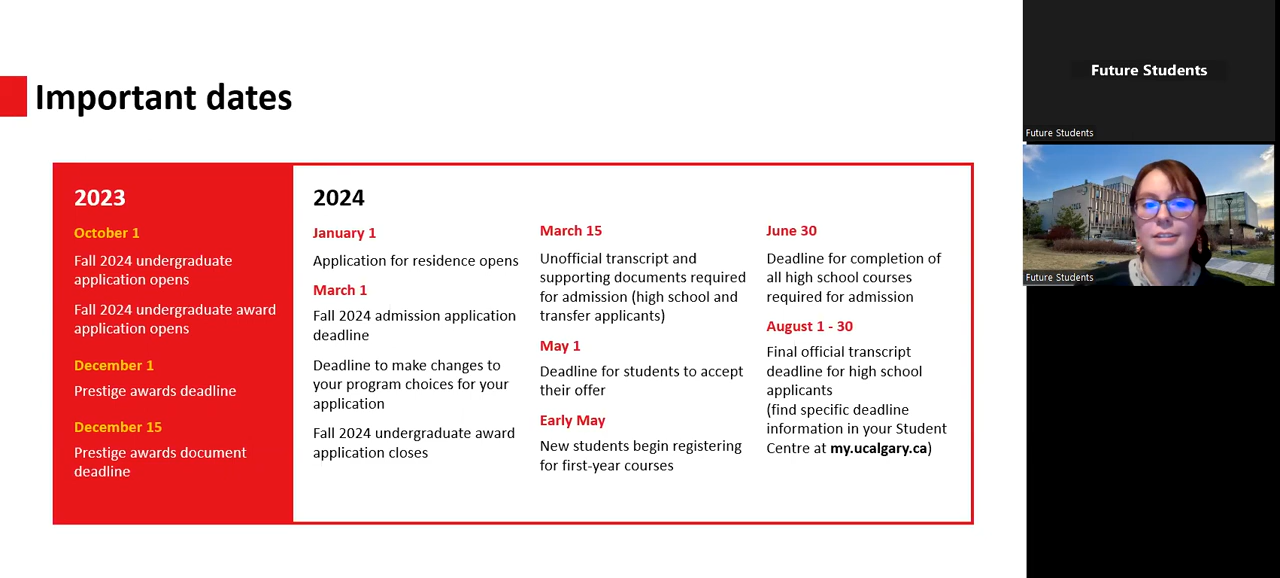 Important dates
2023
October 1
Fall 2024 undergraduate
application opens
Fall 2024 undergraduate award
application opens
December 1
Prestige awards deadline
December 15
Prestige awards document
deadline
2024
January 1
Application for residence opens
March 1
Fall 2024 admission application
deadline
Deadline to make changes to
your program choices for your
application
Fall 2024 undergraduate award
application closes
March 15
Unofficial transcript and
supporting documents required
for admission (high school and
transfer applicants)
May 1
Deadline for students to accept
their offer
Early May
New students begin registering
for first-year courses
June 30
Deadline for completion of
all high school courses
required for admission
August 1 - 30
Final official transcript
deadline for high school
applicants
(find specific deadline
information in your Student
Centre at my.ucalgary.ca)
Future Students
Future Students
Future Students